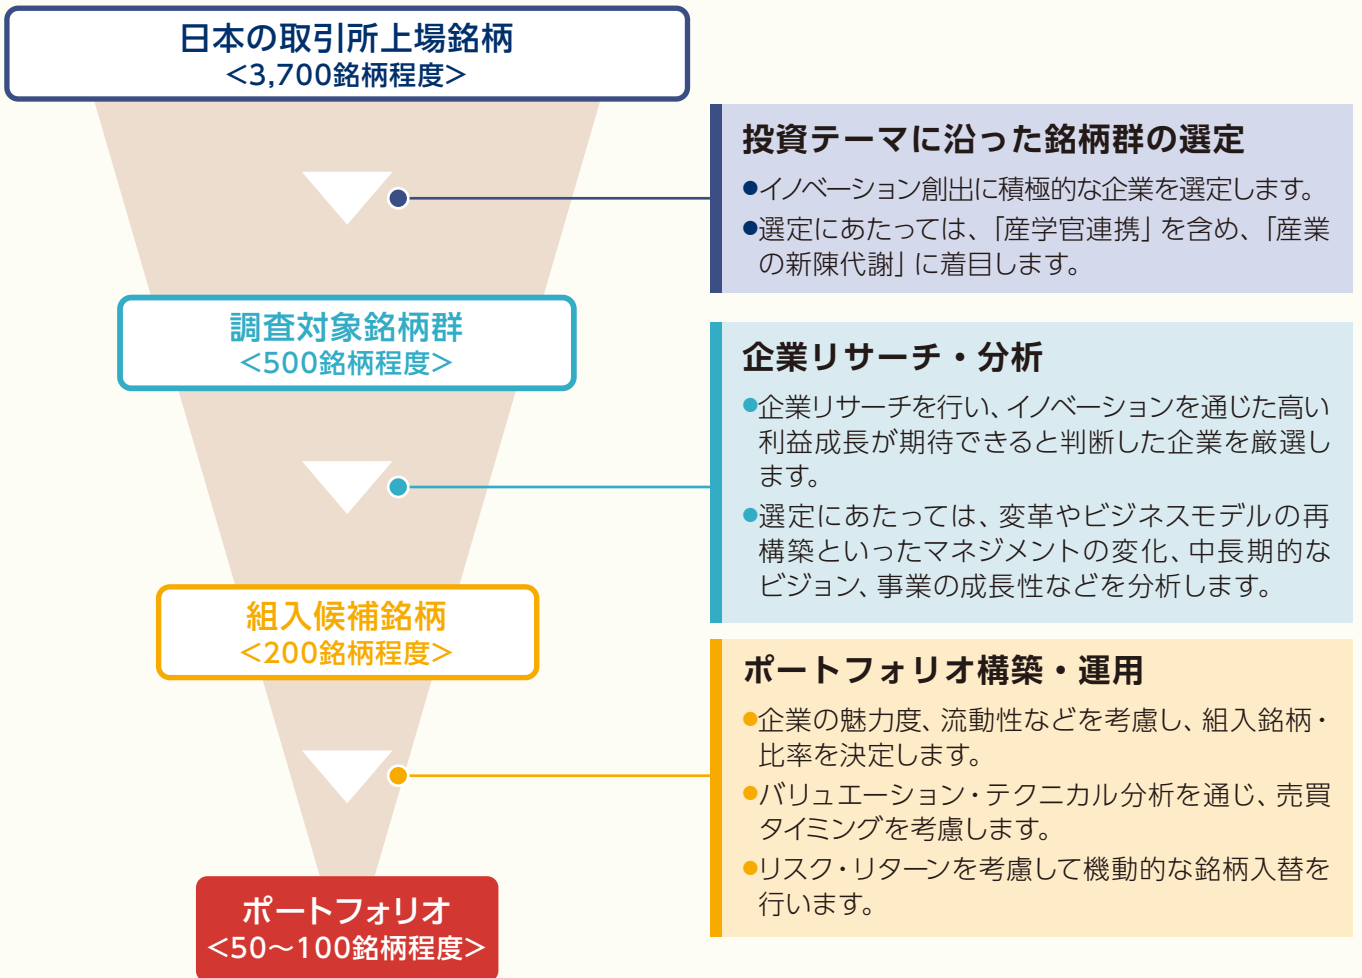 日本の取引所上場銘柄
<3,700銘柄程度>
投資テーマに沿った銘柄群の選定
●イノベーション創出に積極的な企業を選定します。
●選定にあたっては、「産学官連携」を含め、「産業
の新陳代謝」に着目します。
調査対象銘柄群
<500銘柄程度>
企業リサーチ・分析
●企業リサーチを行い、イノベーションを通じた高い
利益成長が期待できると判断した企業を厳選し
ます。
●選定にあたっては、変革やビジネスモデルの再
構築といったマネジメントの変化、中長期的な
ビジョン、事業の成長性などを分析します。
組入候補銘柄
<200銘柄程度>
ポートフォリオ構築・運用
●企業の魅力度、流動性などを考慮し、組入銘柄・
比率を決定します。
●バリュエーション・テクニカル分析を通じ、売買
タイミングを考慮します。
●リスク・リターンを考慮して機動的な銘柄入替を
行います。
ポートフォリオ
<50～100銘柄程度>